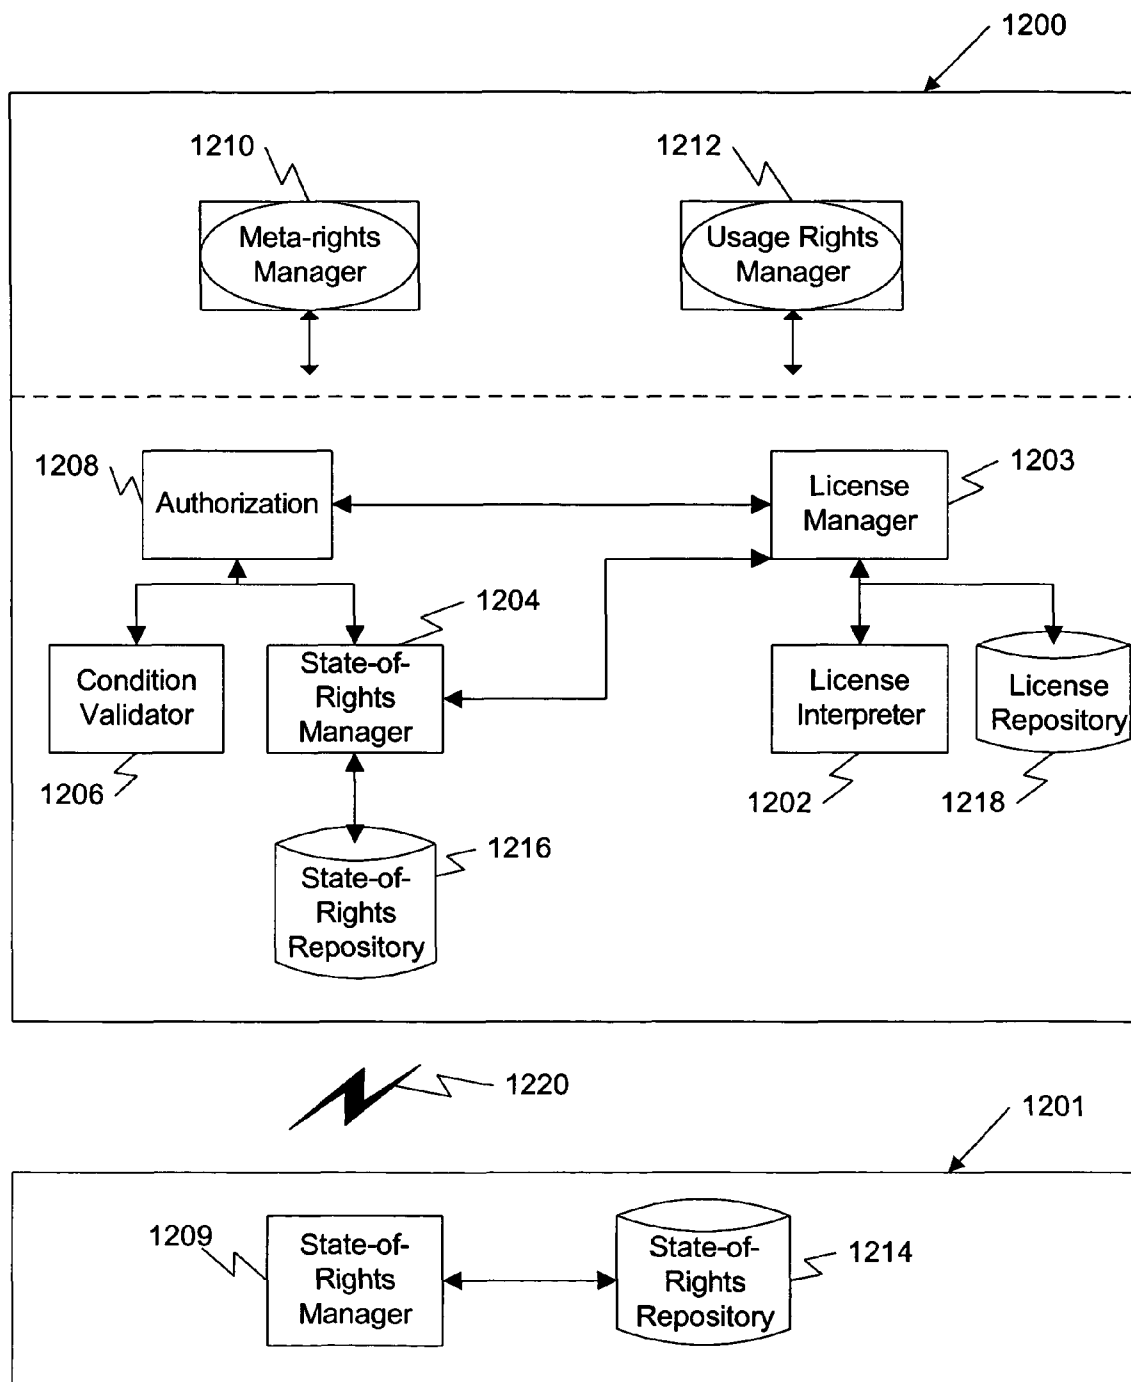 1200
1210
1212
Meta-rights
Manager
Usage Rights
Manager
1208
1203
Authorization
License
Manager
1204
Condition
Validator
State-of-
Rights
Manager
License
Interpreter
License
Repository
1206
1202
1218
1216
State-of-
Rights
Repository
1220
1201
1209
State-of-
Rights
Manager
State-of-
Rights
Repository
1214